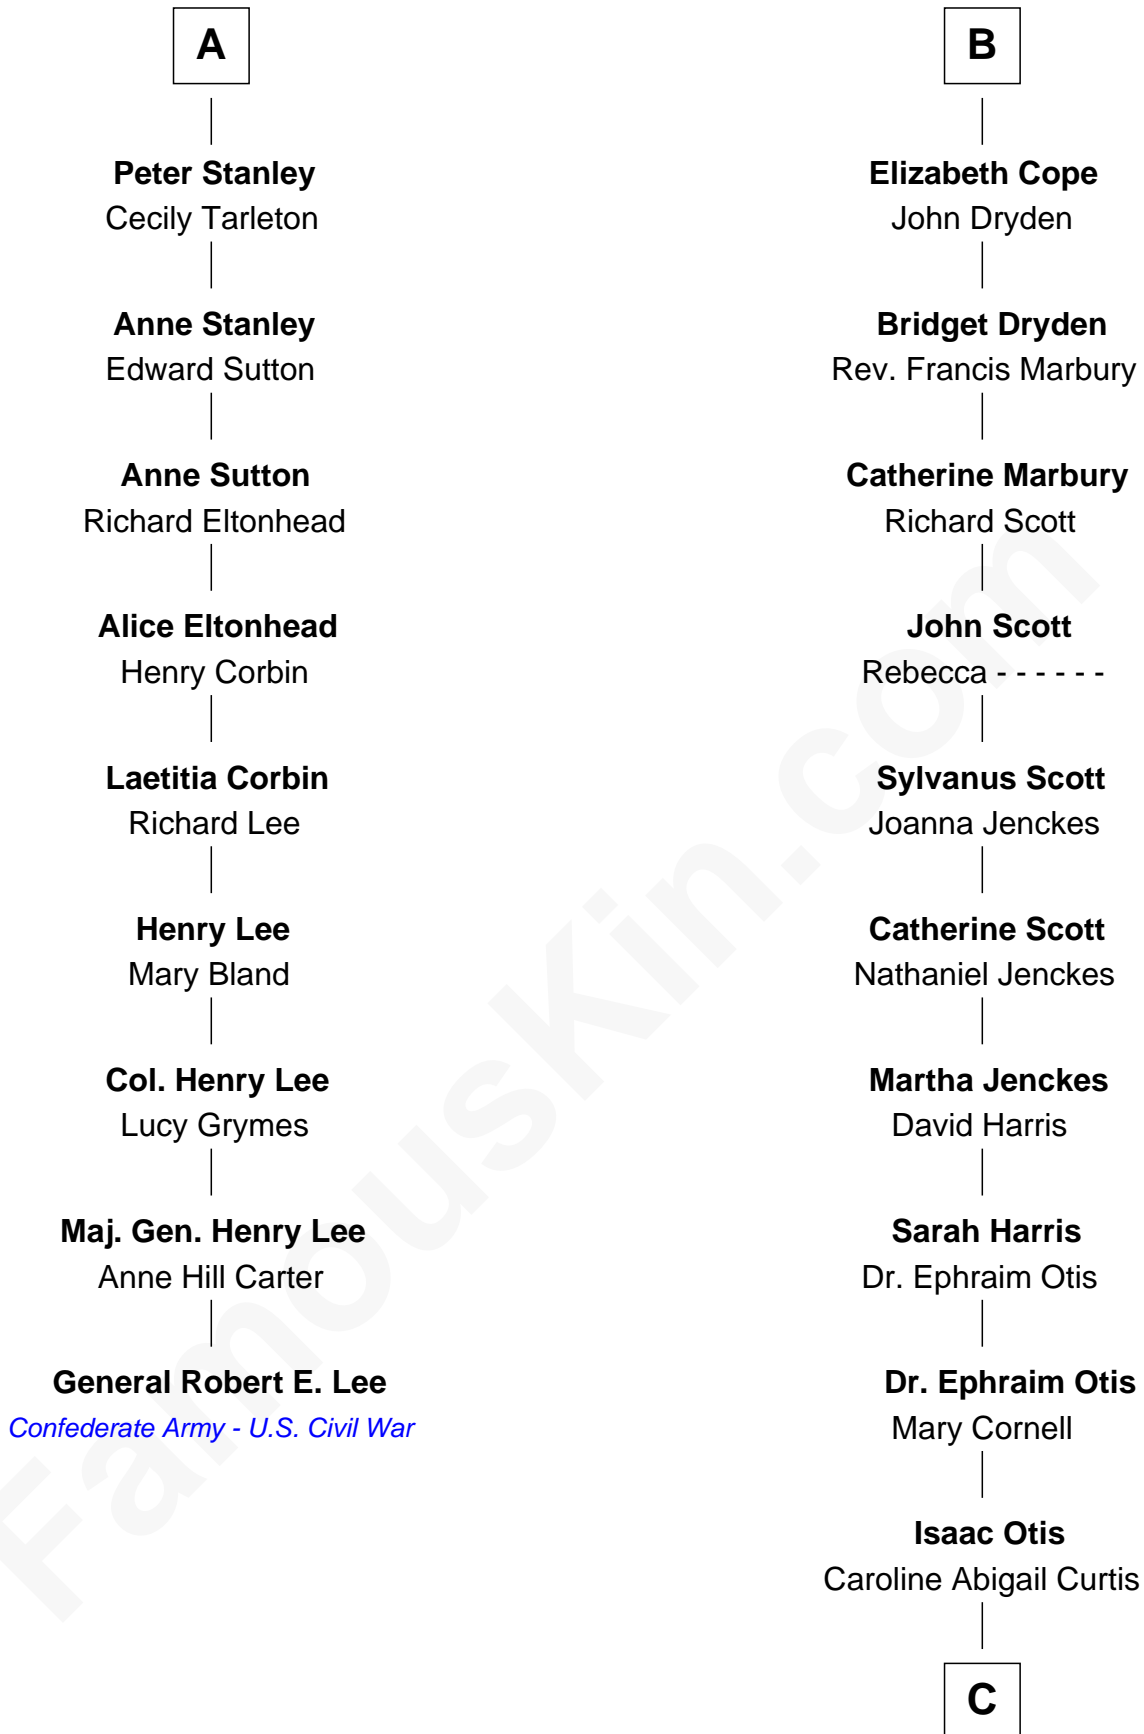 A
Peter Stanley
Cecily Tarleton
Anne Stanley
Edward Sutton
Anne Sutton
Richard Eltonhead
Alice Eltonhead
Henry Corbin
Laetitia Corbin
Richard Lee
Henry Lee
Mary Bland
Col. Henry Lee
Lucy Grymes
Maj. Gen. Henry Lee
Anne Hill Carter
General Robert E. Lee
Confederate Army - U.S. Civil War
B
Elizabeth Cope
John Dryden
Bridget Dryden
Rev. Francis Marbury
Catherine Marbury
Richard Scott
John Scott
Rebecca - - - - - -
Sylvanus Scott
Joanna Jenckes
Catherine Scott
Nathaniel Jenckes
Martha Jenckes
David Harris
Sarah Harris
Dr. Ephraim Otis
Dr. Ephraim Otis
Mary Cornell
Isaac Otis
Caroline Abigail Curtis
C
FamousKin.com